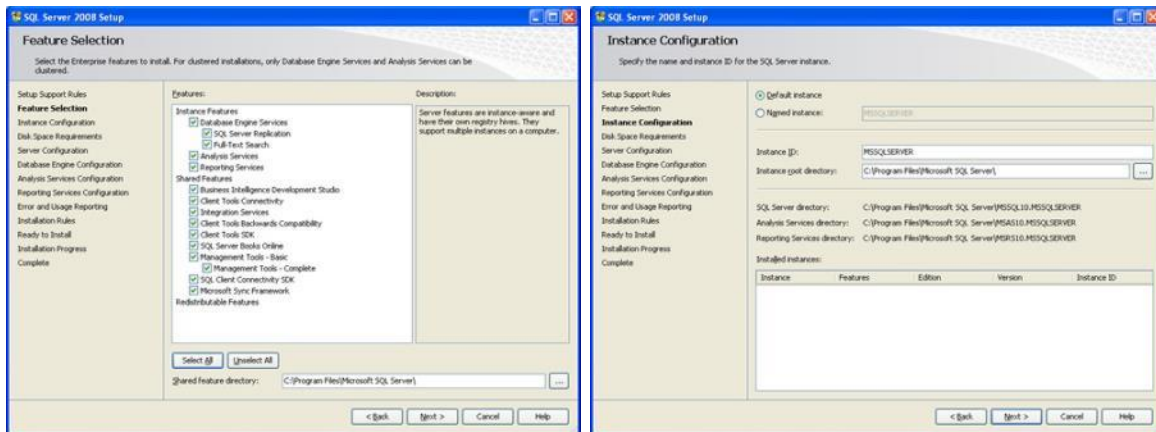 SQL Server 2008 Setup
Feature Selection
Select the Enterprise features to install. For clustered installations, only Database Engine Services and Analysis Services can be
clustered.
Setup Support Rules
Feature Selection
Instance Configuration
Disk Space Requirements
Server Configuration
Database Engine Configuration
Analysis Services Configuration
Reporting Services Configuration
Error and Usage Reporting
Installation Rules
Ready to Install
Installation Progress
Complete
Features:
Instance Features
Database Engine Services
SQL Server Replication
Full-Text Search
Analysis Services
Reporting Services
Shared Features
Business Intelligence Development Studio
Client Tools Connectivity
Integration Services
Client Tools Backwards Compatibility
Client Tools SDK
SQL Server Books Online
Management Tools - Basic
Management Tools - Complete
SQL Client Connectivity SDK
Microsoft Sync Framework
Redistributable Features
Description:
Server features are instance-aware and
have their own registry hives. They
support multiple instances on a computer.
Select All Unselect All
Shared feature directory: C:\Program Files\Microsoft SQL Server\ ...
< Back Next > Cancel Help
SQL Server 2008 Setup
Instance Configuration
Specify the name and instance ID for the SQL Server instance.
Setup Support Rules
Feature Selection
Instance Configuration
Disk Space Requirements
Server Configuration
Database Engine Configuration
Analysis Services Configuration
Reporting Services Configuration
Error and Usage Reporting
Installation Rules
Ready to Install
Installation Progress
Complete
Default instance
Named instance: MSSQLSERVER
Instance ID: MSSQLSERVER
Instance root directory: C:\Program Files\Microsoft SQL Server\ ...
SQL Server directory: C:\Program Files\Microsoft SQL Server\MSSQL10.MSSQLSERVER
Analysis Services directory: C:\Program Files\Microsoft SQL Server\MSAS10.MSSQLSERVER
Reporting Services directory: C:\Program Files\Microsoft SQL Server\MSRS10.MSSQLSERVER
Installed instances:
Instance Features Edition Version Instance ID
< Back Next > Cancel Help